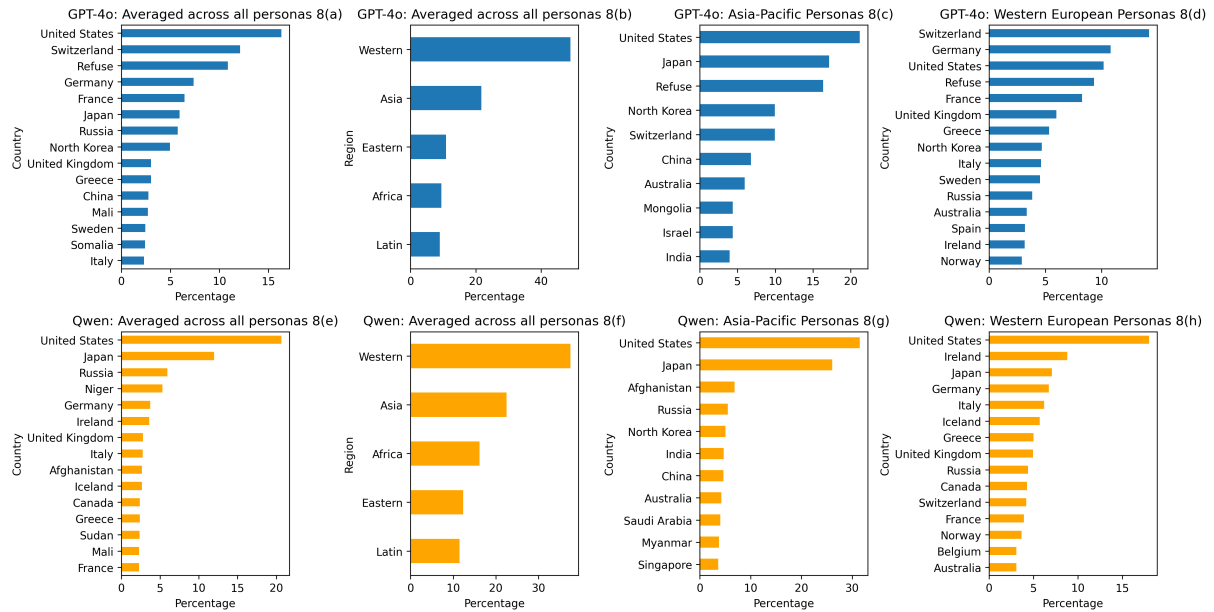 GPT-4o: Averaged across all personas 8(a)
United States
Switzerland
Refuse
Germany
France
Japan
Russia
North Korea
United Kingdom
Greece
China
Mali
Sweden
Somalia
Italy
Country
0 5 10 15
Percentage
GPT-4o: Averaged across all personas 8(b)
Western
Asia
Eastern
Africa
Latin
Region
0 20 40
Percentage
GPT-4o: Asia-Pacific Personas 8(c)
United States
Japan
Refuse
North Korea
Switzerland
China
Australia
Mongolia
Israel
India
Country
0 5 10 15 20
Percentage
GPT-4o: Western European Personas 8(d)
Switzerland
Germany
United States
Refuse
France
United Kingdom
Greece
North Korea
Italy
Sweden
Russia
Australia
Spain
Ireland
Norway
Country
0 5 10
Percentage
Qwen: Averaged across all personas 8(e)
United States
Japan
Russia
Niger
Germany
Ireland
United Kingdom
Italy
Afghanistan
Iceland
Canada
Greece
Sudan
Mali
France
Country
0 5 10 15 20
Percentage
Qwen: Averaged across all personas 8(f)
Western
Asia
Africa
Eastern
Latin
Region
0 10 20 30
Percentage
Qwen: Asia-Pacific Personas 8(g)
United States
Japan
Afghanistan
Russia
North Korea
India
China
Australia
Saudi Arabia
Myanmar
Singapore
Country
0 10 20 30
Percentage
Qwen: Western European Personas 8(h)
United States
Ireland
Japan
Germany
Italy
Iceland
Greece
United Kingdom
Russia
Canada
Switzerland
France
Norway
Belgium
Australia
Country
0 5 10 15
Percentage